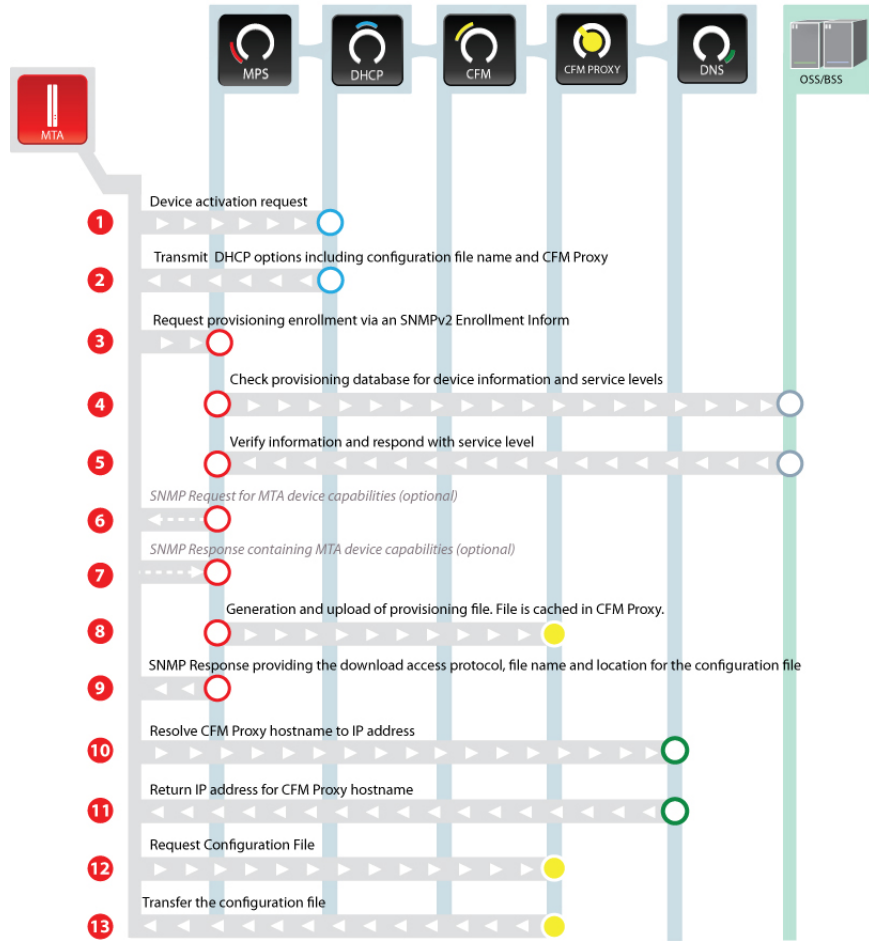 MPS
DHCP
CFM
CFM PROXY
DNS
OSS/BSS
MTA
Device activation request
1
Transmit DHCP options including configuration file name and CFM Proxy
2
Request provisioning enrollment via an SNMPv2 Enrollment Inform
3
Check provisioning database for device information and service levels
4
Verify information and respond with service level
5
SNMP Request for MTA device capabilities (optional)
6
SNMP Response containing MTA device capabilities (optional)
7
Generation and upload of provisioning file. File is cached in CFM Proxy.
8
SNMP Response providing the download access protocol, file name and location for the configuration file
9
Resolve CFM Proxy hostname to IP address
10
Return IP address for CFM Proxy hostname
11
Request Configuration File
12
Transfer the configuration file
13